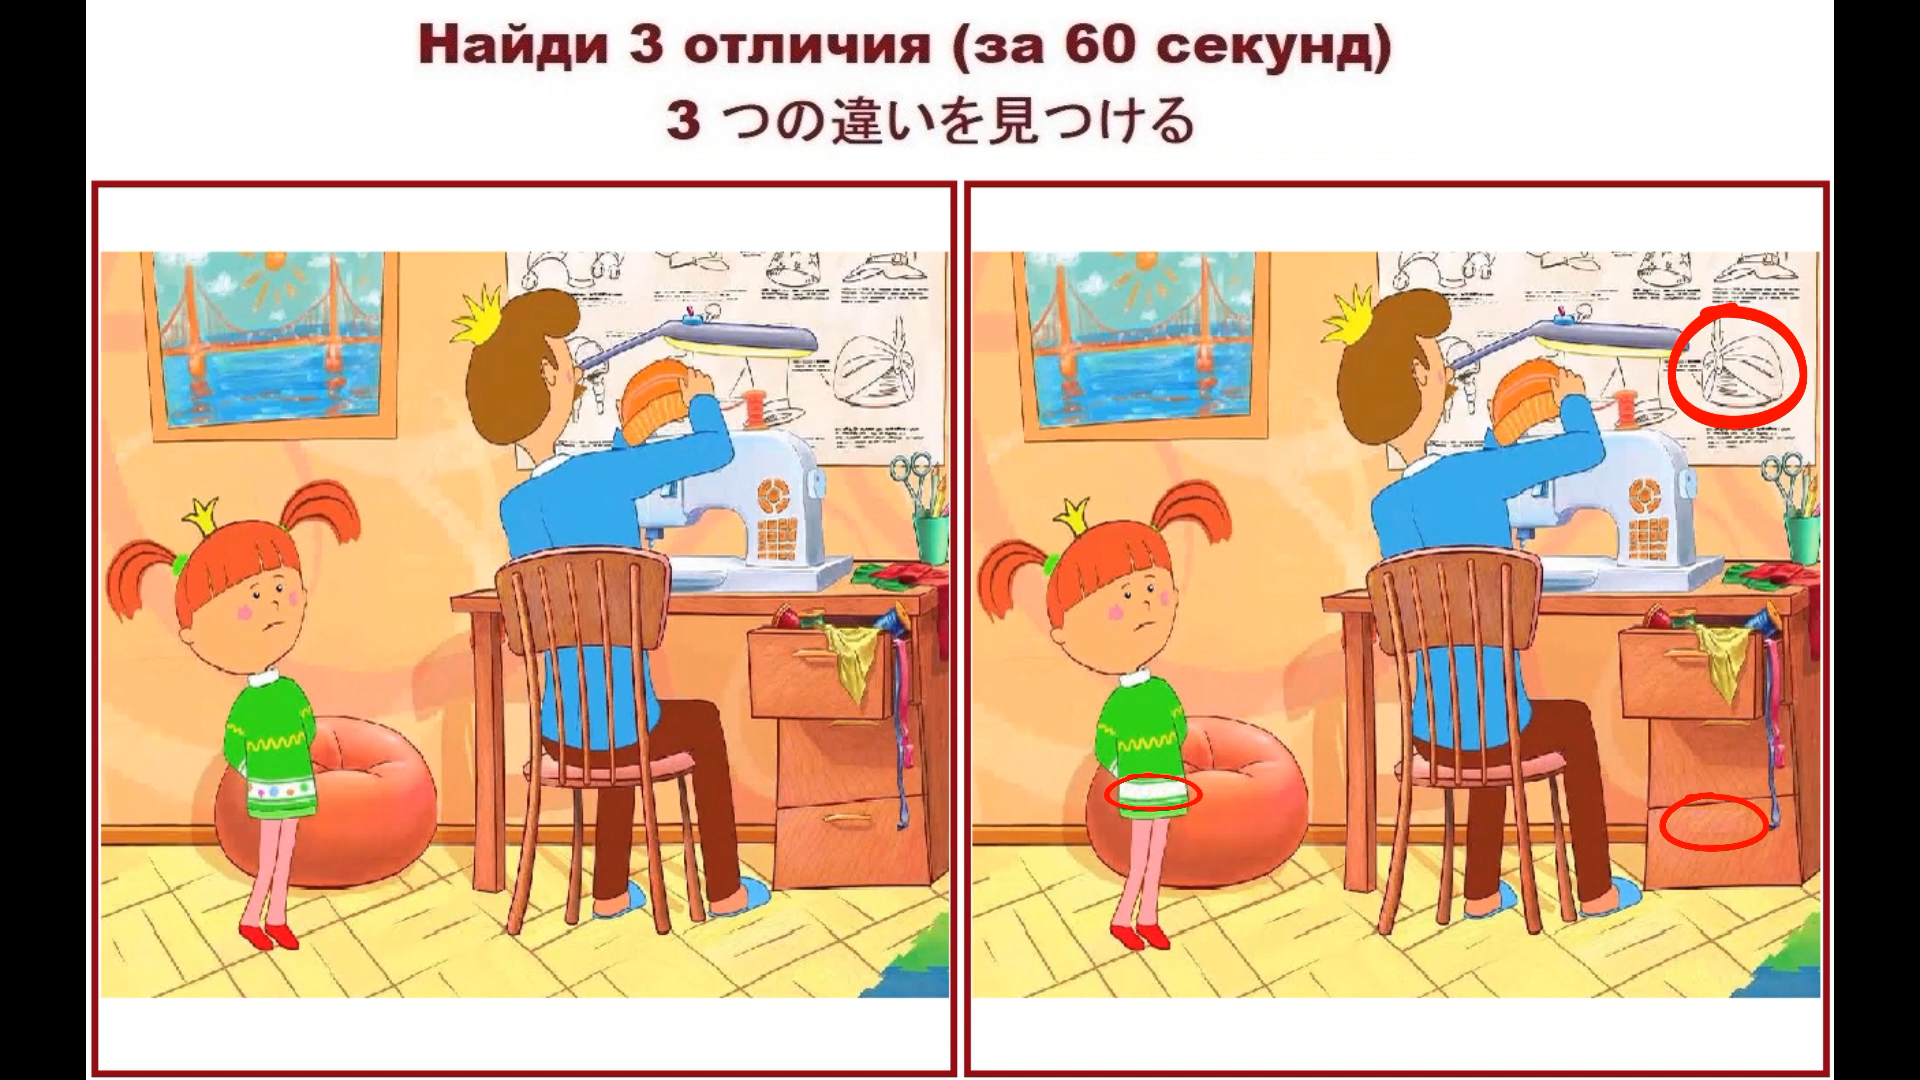 Найди 3 отличия (за 60 секунд)
3 つの違いを見つける